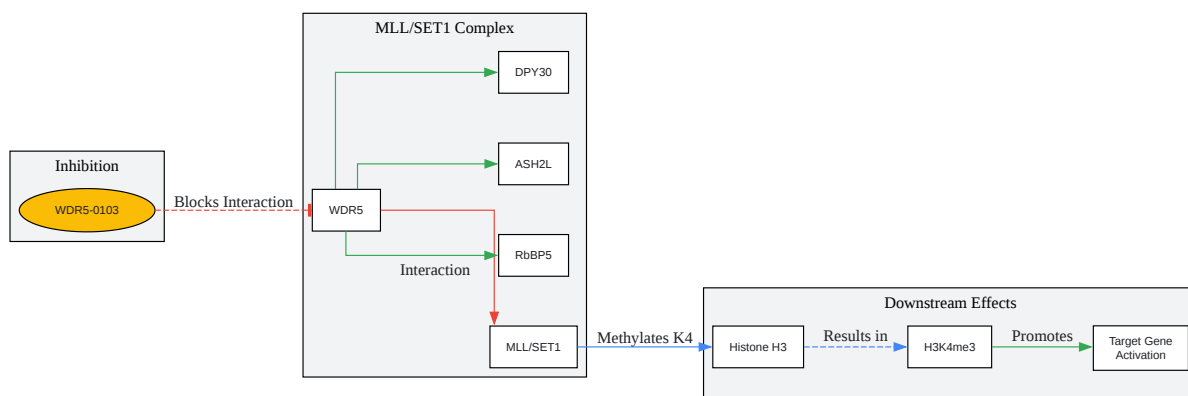 MLL/SET1 Complex
DPY30
ASH2L
Inhibition
WDR5-0103
Blocks Interaction
WDR5
RbBP5
Interaction
MLL/SET1
Methylates K4
Downstream Effects
Histone H3
Results in
H3K4me3
Promotes
Target Gene
Activation